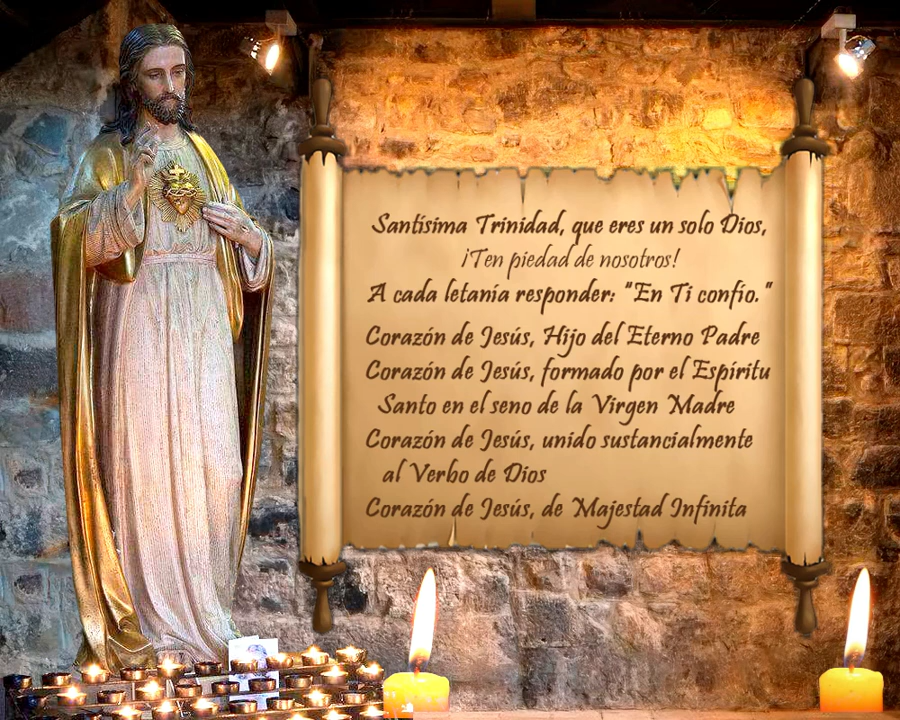 Santísima Trinidad, que eres un solo Dios,
¡Ten piedad de nosotros!
A cada letanía responder: "En Ti confío."
Corazón de Jesús, Hijo del Eterno Padre
Corazón de Jesús, formado por el Espíritu
Santo en el seno de la Virgen Madre
Corazón de Jesús, unido sustancialmente
al Verbo de Dios
Corazón de Jesús, de Majestad Infinita